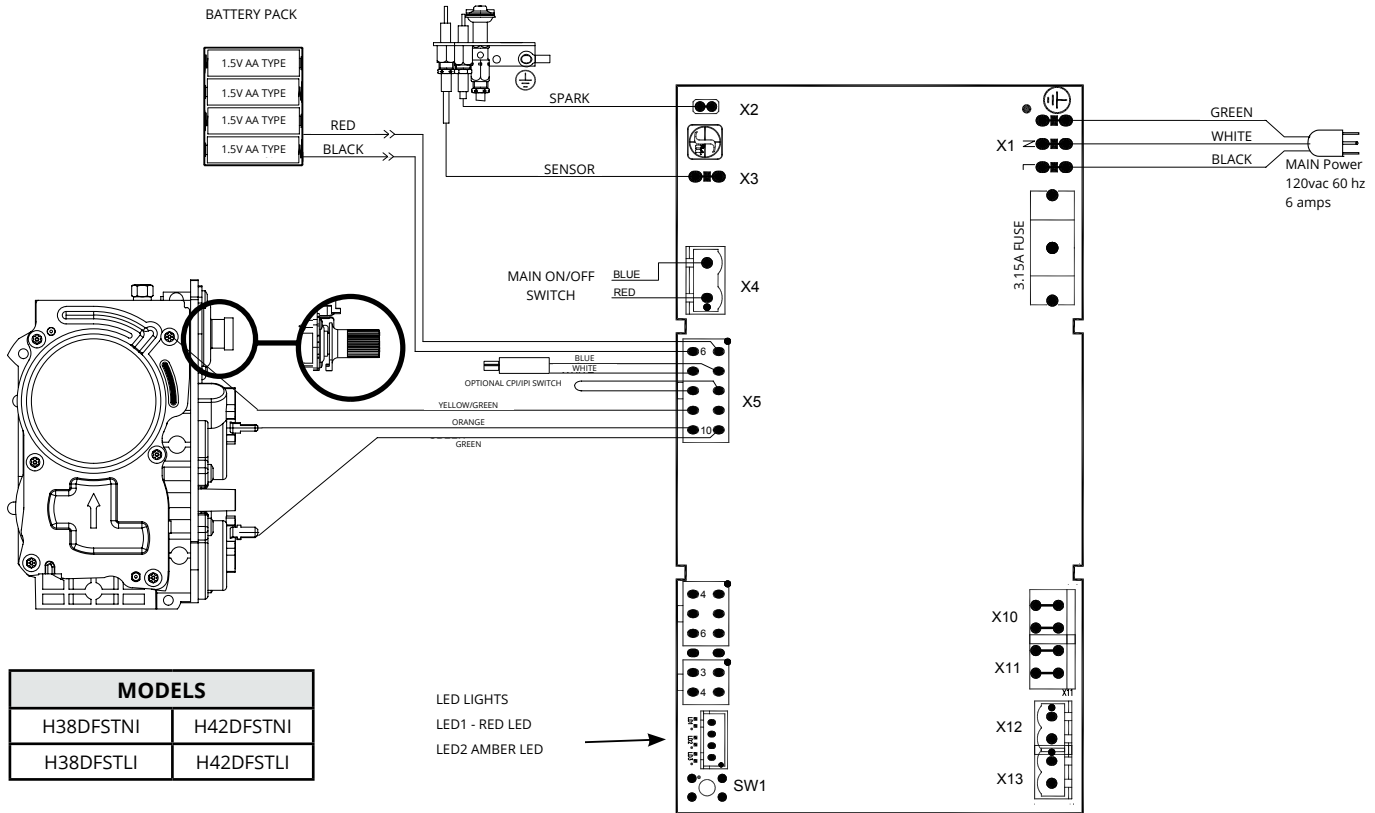 BATTERY PACK
1.5V AA TYPE
1.5V AA TYPE
1.5V AA TYPE
1.5V AA TYPE
RED
BLACK
SPARK
X2
SENSOR
X3
GREEN
WHITE
BLACK
X1
N
L
MAIN Power
120vac 60 hz
6 amps
3.15A FUSE
MAIN ON/OFF
SWITCH
BLUE
RED
X4
6
BLUE
WHITE
OPTIONAL CPI/IPI SWITCH
X5
YELLOW/GREEN
ORANGE
10
GREEN
4
6
3
4
X10
X11
X11
X12
X13
LED LIGHTS
LED1 - RED LED
LED2 AMBER LED
SW1
MODELS
H38DFSTNI H42DFSTNI
H38DFSTLI H42DFSTLI